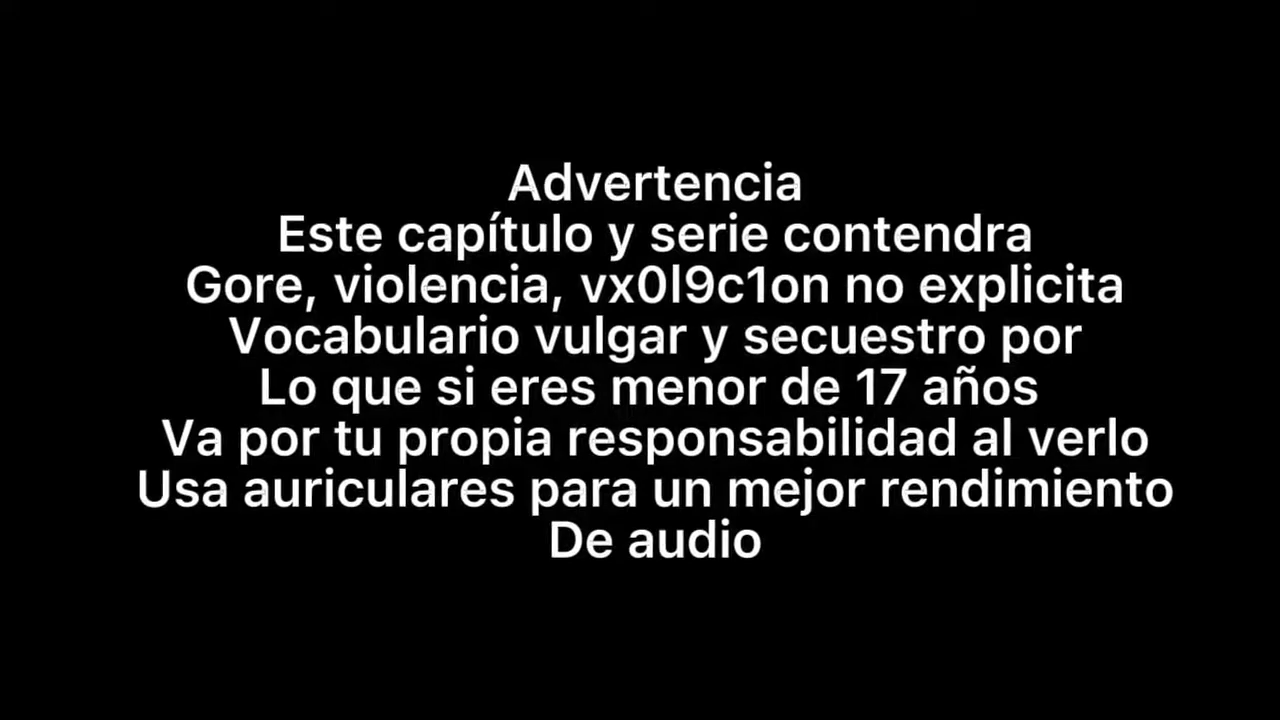 Advertencia
Este capítulo y serie contendra
Gore, violencia, vx0l9c1on no explicita
Vocabulario vulgar y secuestro por
Lo que si eres menor de 17 años
Va por tu propia responsabilidad al verlo
Usa auriculares para un mejor rendimiento
De audio